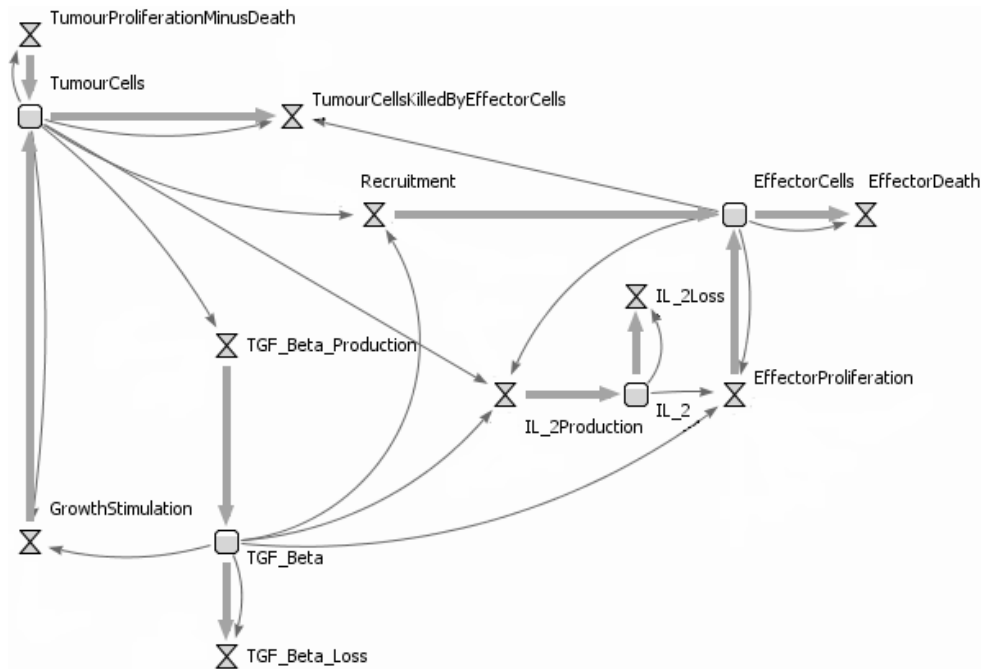 TumourProliferationMinusDeath
TumourCells
TumourCellsKilledByEffectorCells
Recruitment
EffectorCells
EffectorDeath
IL_2Loss
TGF_Beta_Production
EffectorProliferation
IL_2
IL_2Production
GrowthStimulation
TGF_Beta
TGF_Beta_Loss